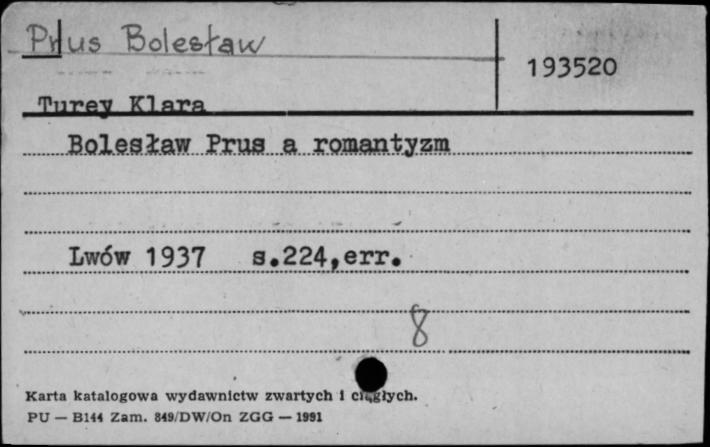 Prus Bolesław
193520
Turey Klara
Bolesław Prus a romantyzm
Lwów 1937 s.224,err.
8
Karta katalogowa wydawnictw zwartych i ciągłych.
PU — B144 Zam. 849/DW/On ZGG — 1991